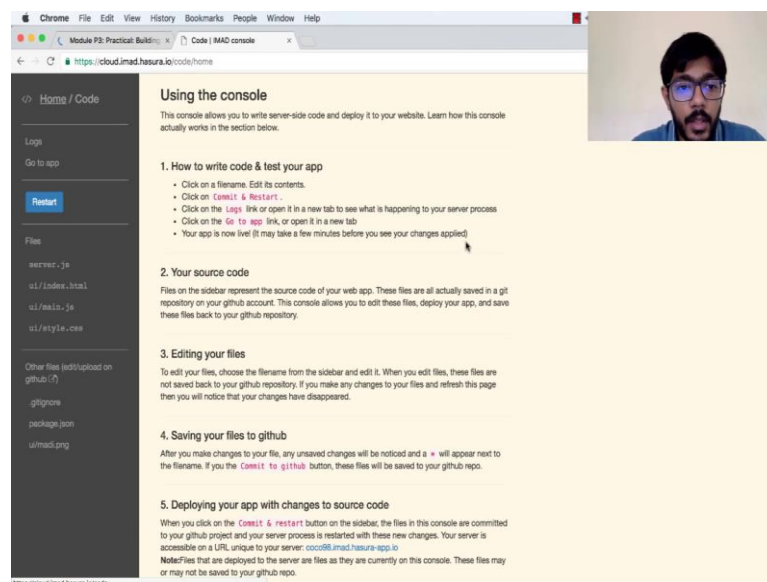 Chrome File Edit View History Bookmarks People Window Help
Module P3: Practical: Building x
Code | IMAD console x
https://cloud.imad.hasura.io/code/home
</> Home / Code
Logs
Go to app
Restart
Files
server.js
ui/index.html
ui/main.js
ui/style.css
Other files (edit/upload on
github )
.gitignore
package.json
ui/madi.png
Using the console
This console allows you to write server-side code and deploy it to your website. Learn how this console
actually works in the section below.
1. How to write code & test your app
• Click on a filename. Edit its contents.
• Click on Commit & Restart .
• Click on the Logs link or open it in a new tab to see what is happening to your server process
• Click on the Go to app link, or open it in a new tab
• Your app is now live! (It may take a few minutes before you see your changes applied)
2. Your source code
Files on the sidebar represent the source code of your web app. These files are all actually saved in a git
repository on your github account. This console allows you to edit these files, deploy your app, and save
these files back to your github repository.
3. Editing your files
To edit your files, choose the filename from the sidebar and edit it. When you edit files, these files are
not saved back to your github repository. If you make any changes to your files and refresh this page
then you will notice that your changes have disappeared.
4. Saving your files to github
After you make changes to your file, any unsaved changes will be noticed and a * will appear next to
the filename. If you the Commit to github button, these files will be saved to your github repo.
5. Deploying your app with changes to source code
When you click on the Commit & restart button on the sidebar, the files in this console are committed
to your github project and your server process is restarted with these new changes. Your server is
accessible on a URL unique to your server: coco98.imad.hasura-app.io
Note:Files that are deployed to the server are files as they are currently on this console. These files may
or may not be saved to your github repo.